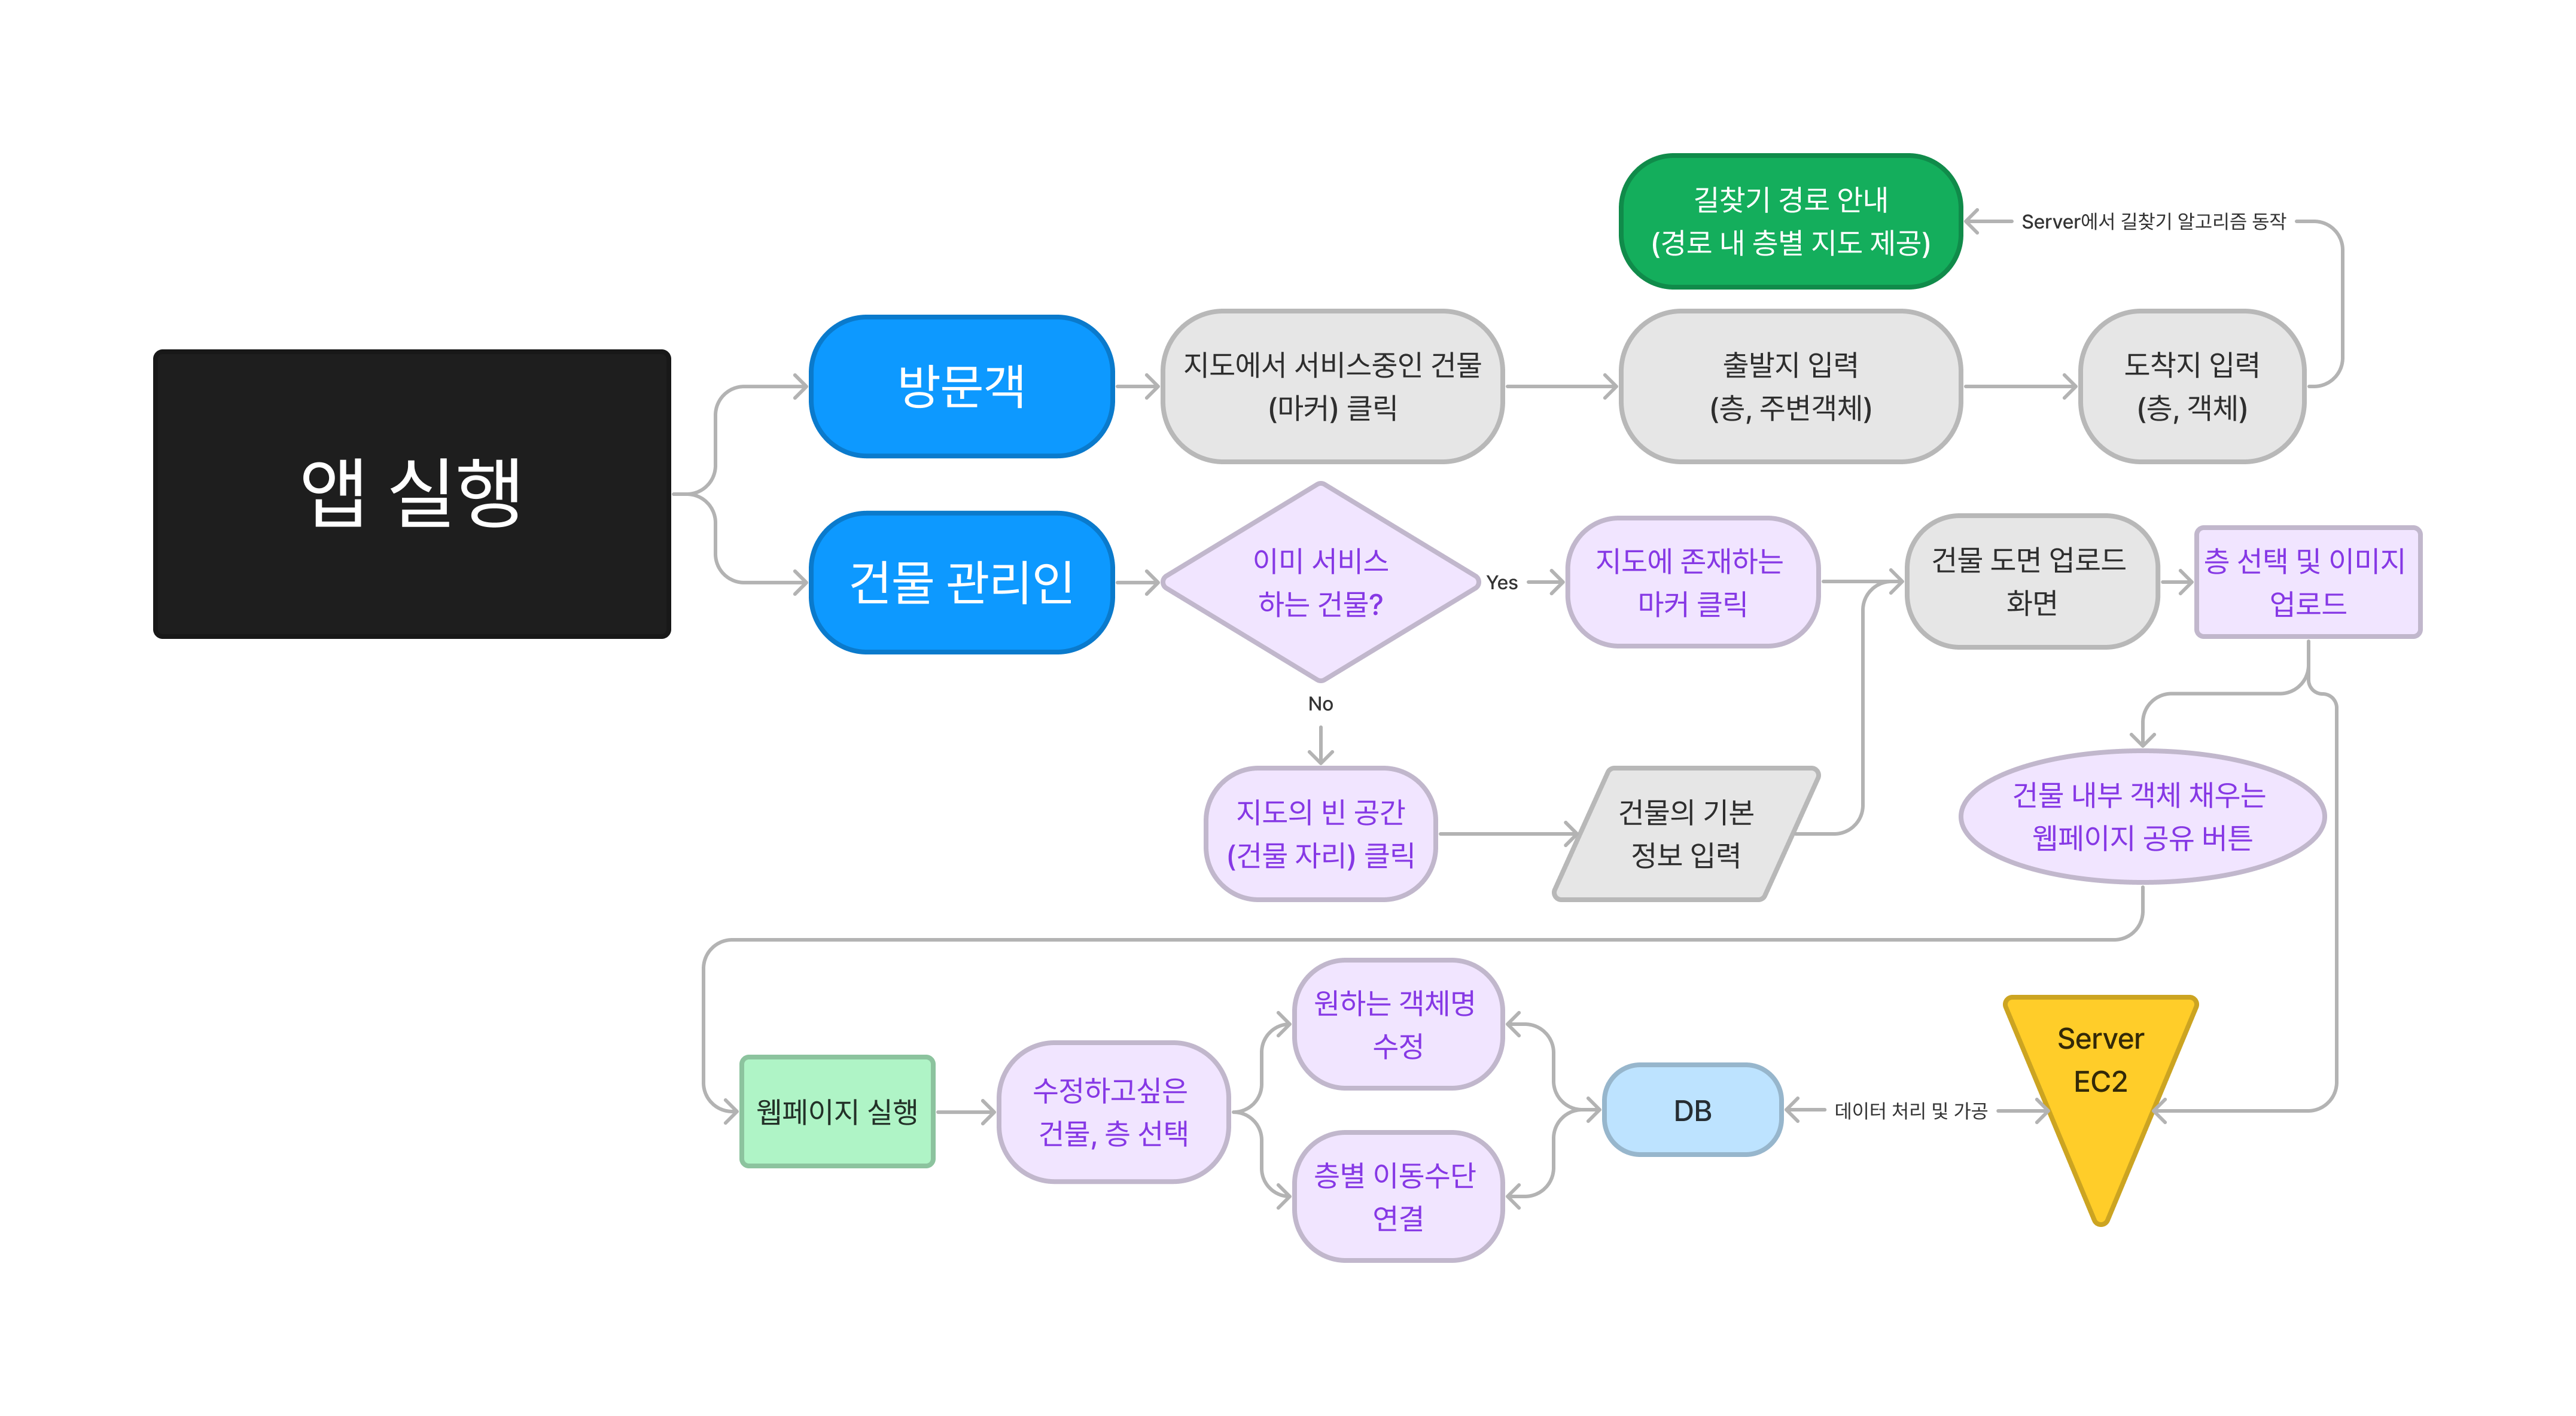 길찾기 경로 안내
(경로 내 층별 지도 제공)
Server에서 길찾기 알고리즘 동작
앱 실행
방문객
지도에서 서비스중인 건물
(마커) 클릭
출발지 입력
(층, 주변객체)
도착지 입력
(층, 객체)
건물 관리인
이미 서비스
하는 건물?
Yes
지도에 존재하는
마커 클릭
건물 도면 업로드
화면
층 선택 및 이미지
업로드
No
지도의 빈 공간
(건물 자리) 클릭
건물의 기본
정보 입력
건물 내부 객체 채우는
웹페이지 공유 버튼
웹페이지 실행
수정하고싶은
건물, 층 선택
원하는 객체명
수정
층별 이동수단
연결
DB
데이터 처리 및 가공
Server
EC2